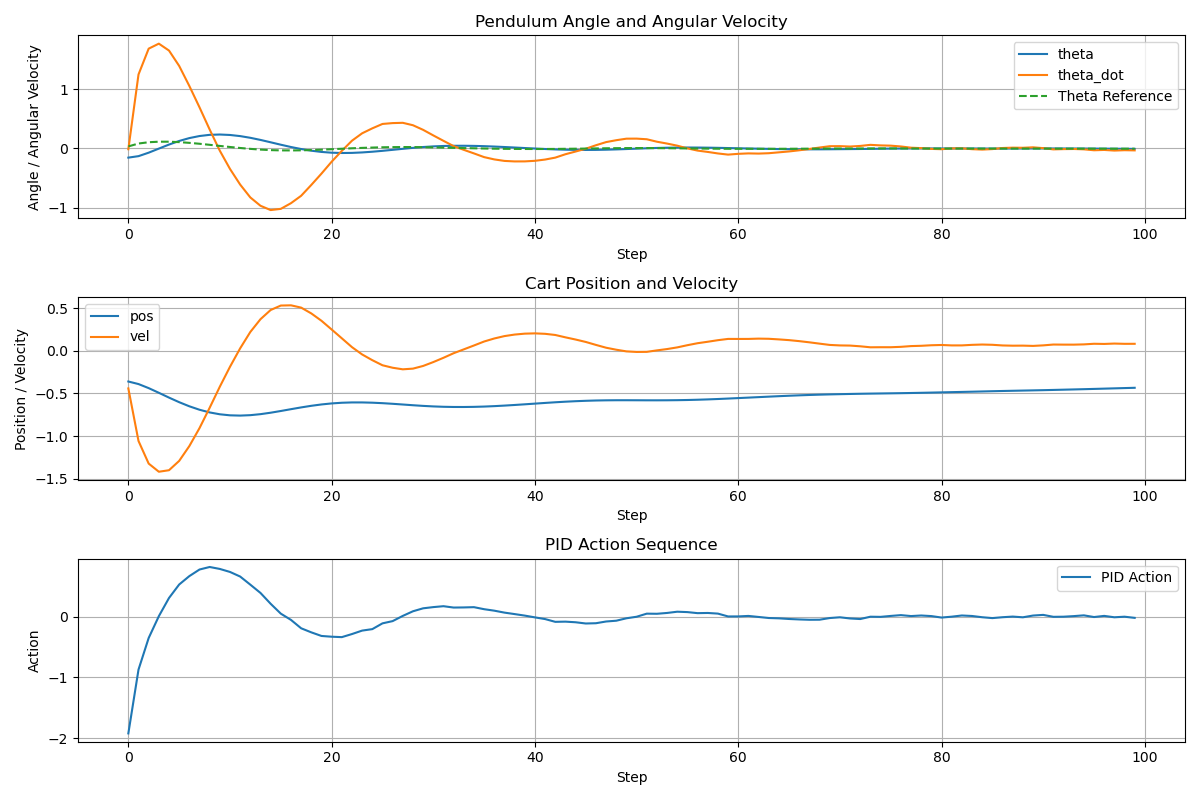 Pendulum Angle and Angular Velocity
Angle / Angular Velocity
1
0
−1
theta
theta_dot
Theta Reference
0 20 40 60 80 100
Step
Cart Position and Velocity
Position / Velocity
0.5
0.0
−0.5
−1.0
−1.5
pos
vel
0 20 40 60 80 100
Step
PID Action Sequence
Action
0
−1
−2
PID Action
0 20 40 60 80 100
Step